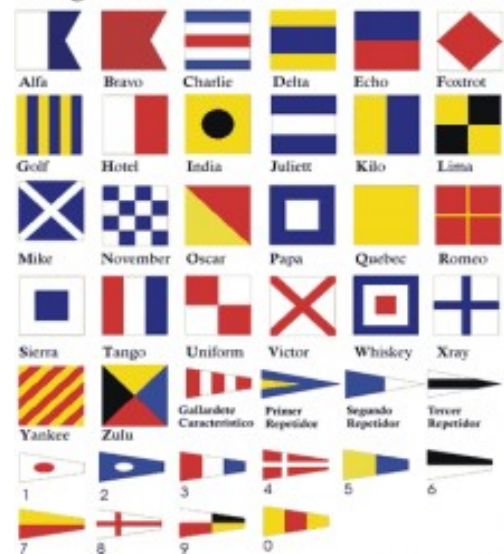 Alfa Bravo Charlie Delta Echo Foxtrot
Golf Hotel India Juliett Kilo Lima
Mike November Oscar Papa Quebec Romeo
Sierra Tango Uniform Victor Whiskey Xray
Yankee Zulu
Gallardete
Caracteristico
Primer
Repetidor
Segundo
Repetidor
Tercer
Repetidor
1 2 3 4 5 6
7 8 9 0